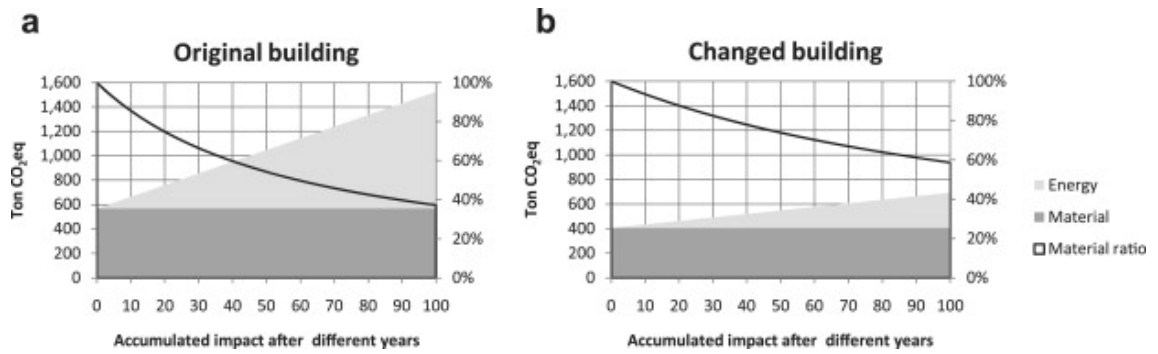 a
Original building
1,600
1,400
1,200
1,000
800
600
400
200
0
Ton CO₂eq
100%
80%
60%
40%
20%
0%
0 10 20 30 40 50 60 70 80 90 100
Accumulated impact after different years
b
Changed building
1,600
1,400
1,200
1,000
800
600
400
200
0
Ton CO₂eq
100%
80%
60%
40%
20%
0%
0 10 20 30 40 50 60 70 80 90 100
Accumulated impact after different years
Energy
Material
Material ratio